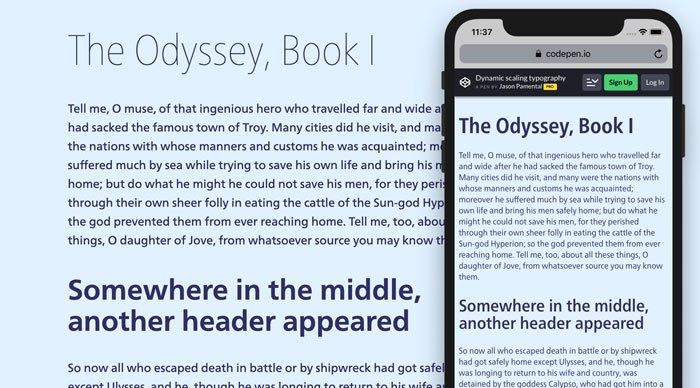 The Odyssey, Book I
Tell me, O muse, of that ingenious hero who travelled far and wide af
had sacked the famous town of Troy. Many cities did he visit, and ma
the nations with whose manners and customs he was acquainted; mo
suffered much by sea while trying to save his own life and bring his m
home; but do what he might he could not save his men, for they peris
through their own sheer folly in eating the cattle of the Sun-god Hyp
the god prevented them from ever reaching home. Tell me, too, abou
things, O daughter of Jove, from whatsoever source you may know th
Somewhere in the middle,
another header appeared
So now all who escaped death in battle or by shipwreck had got safel
except Ulysses, and he, though he was longing to return to his wife an
11:37
codepen.io
Dynamic scaling typography
A PEN BY Jason Pamental PRO
Sign Up
Log In
The Odyssey, Book I
Tell me, O muse, of that ingenious hero who travelled far
and wide after he had sacked the famous town of Troy.
Many cities did he visit, and many were the nations with
whose manners and customs he was acquainted;
moreover he suffered much by sea while trying to save his
own life and bring his men safely home; but do what he
might he could not save his men, for they perished
through their own sheer folly in eating the cattle of the
Sun-god Hyperion; so the god prevented them from ever
reaching home. Tell me, too, about all these things, O
daughter of Jove, from whatsoever source you may know
them.
Somewhere in the middle,
another header appeared
So now all who escaped death in battle or by shipwreck
had got safely home except Ulysses, and he, though he
was longing to return to his wife and country, was
detained by the goddess Calypso, who had got him into a